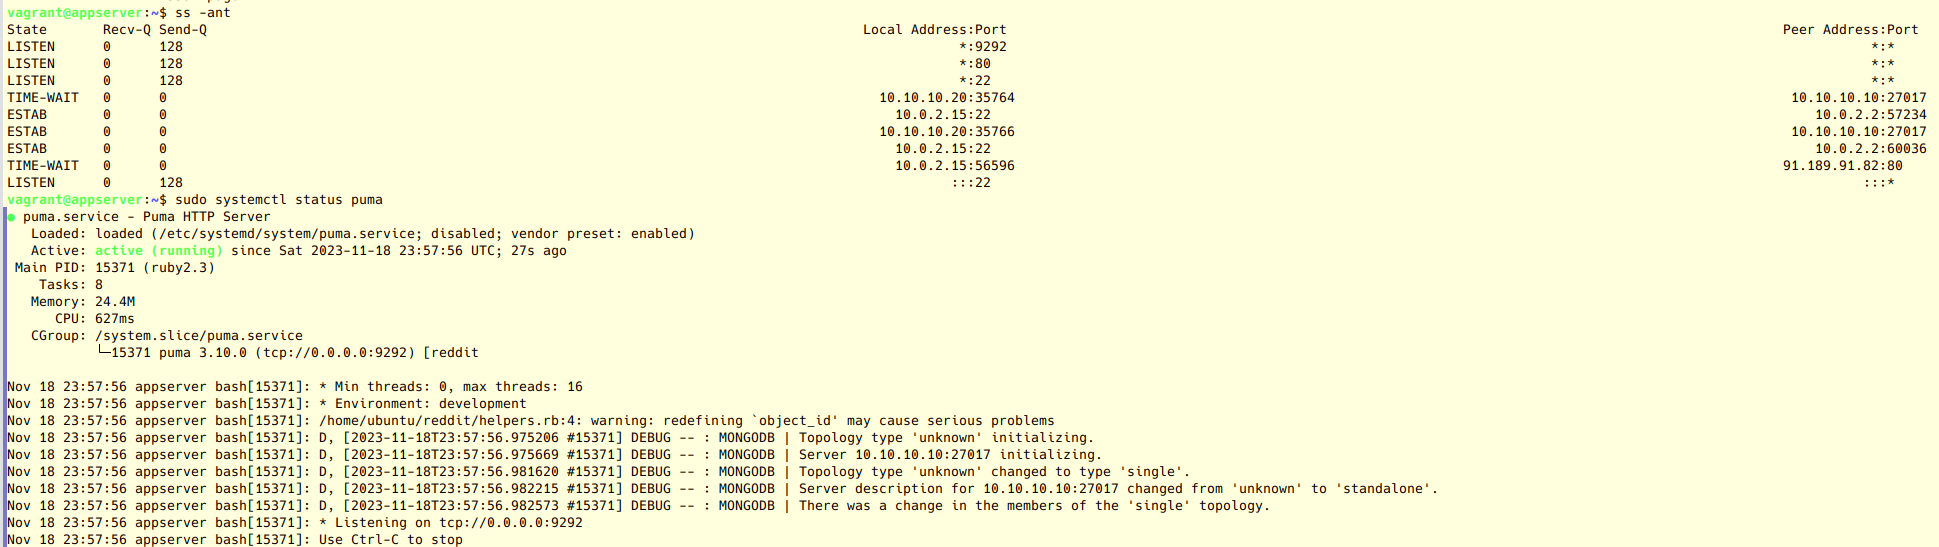 vagrant@appserver:~$ ss -ant
State Recv-Q Send-Q Local Address:Port Peer Address:Port
LISTEN 0 128 *:9292 *:*
LISTEN 0 128 *:80 *:*
LISTEN 0 128 *:22 *:*
TIME-WAIT 0 0 10.10.10.20:35764 10.10.10.10:27017
ESTAB 0 0 10.0.2.15:22 10.0.2.2:57234
ESTAB 0 0 10.10.10.20:35766 10.10.10.10:27017
ESTAB 0 0 10.0.2.15:22 10.0.2.2:60036
TIME-WAIT 0 0 10.0.2.15:56596 91.189.91.82:80
LISTEN 0 128 :::22 :::*
vagrant@appserver:~$ sudo systemctl status puma
● puma.service - Puma HTTP Server
Loaded: loaded (/etc/systemd/system/puma.service; disabled; vendor preset: enabled)
Active: active (running) since Sat 2023-11-18 23:57:56 UTC; 27s ago
Main PID: 15371 (ruby2.3)
Tasks: 8
Memory: 24.4M
CPU: 627ms
CGroup: /system.slice/puma.service
└─15371 puma 3.10.0 (tcp://0.0.0.0:9292) [reddit
Nov 18 23:57:56 appserver bash[15371]: * Min threads: 0, max threads: 16
Nov 18 23:57:56 appserver bash[15371]: * Environment: development
Nov 18 23:57:56 appserver bash[15371]: /home/ubuntu/reddit/helpers.rb:4: warning: redefining `object_id' may cause serious problems
Nov 18 23:57:56 appserver bash[15371]: D, [2023-11-18T23:57:56.975206 #15371] DEBUG -- : MONGODB | Topology type 'unknown' initializing.
Nov 18 23:57:56 appserver bash[15371]: D, [2023-11-18T23:57:56.975669 #15371] DEBUG -- : MONGODB | Server 10.10.10.10:27017 initializing.
Nov 18 23:57:56 appserver bash[15371]: D, [2023-11-18T23:57:56.981620 #15371] DEBUG -- : MONGODB | Topology type 'unknown' changed to type 'single'.
Nov 18 23:57:56 appserver bash[15371]: D, [2023-11-18T23:57:56.982215 #15371] DEBUG -- : MONGODB | Server description for 10.10.10.10:27017 changed from 'unknown' to 'standalone'.
Nov 18 23:57:56 appserver bash[15371]: D, [2023-11-18T23:57:56.982573 #15371] DEBUG -- : MONGODB | There was a change in the members of the 'single' topology.
Nov 18 23:57:56 appserver bash[15371]: * Listening on tcp://0.0.0.0:9292
Nov 18 23:57:56 appserver bash[15371]: Use Ctrl-C to stop